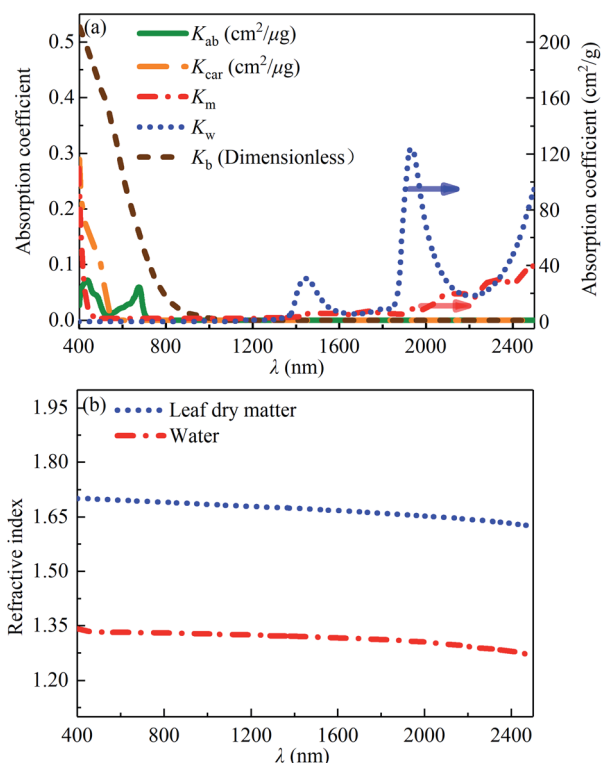 (a)
K_ab (cm²/μg)
K_car (cm²/μg)
K_m
K_w
K_b (Dimensionless）
Absorption coefficient
0.5
0.4
0.3
0.2
0.1
0.0
Absorption coefficient (cm²/g)
200
160
120
80
40
0
400 800 1200 1600 2000 2400
λ (nm)
(b)
Leaf dry matter
Water
Refractive index
1.95
1.80
1.65
1.50
1.35
1.20
400 800 1200 1600 2000 2400
λ (nm)